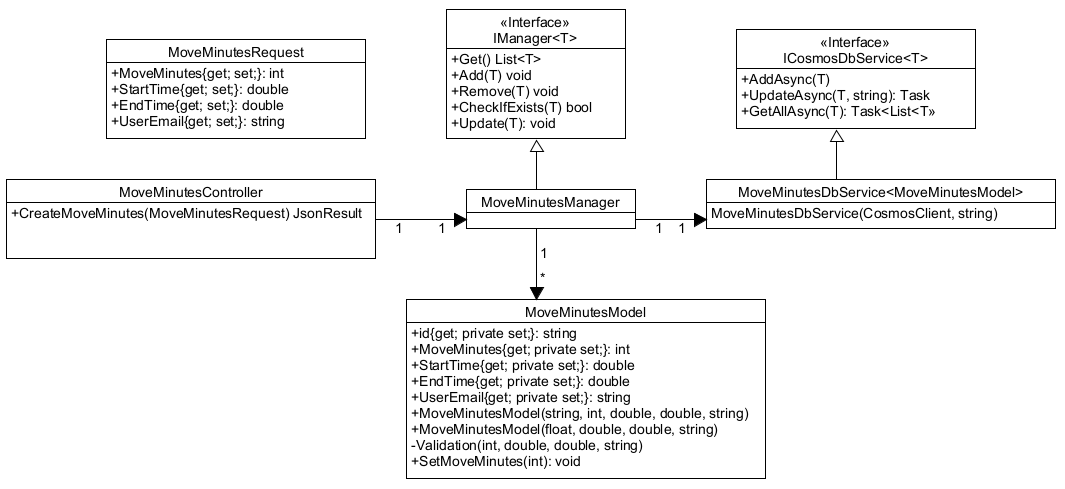 MoveMinutesRequest
+MoveMinutes{get; set;}: int
+StartTime{get; set;}: double
+EndTime{get; set;}: double
+UserEmail{get; set;}: string
«Interface»
IManager<T>
+Get() List<T>
+Add(T) void
+Remove(T) void
+CheckIfExists(T) bool
+Update(T): void
«Interface»
ICosmosDbService<T>
+AddAsync(T)
+UpdateAsync(T, string): Task
+GetAllAsync(T): Task<List<T»
MoveMinutesController
+CreateMoveMinutes(MoveMinutesRequest) JsonResult
1
1
MoveMinutesManager
1
1
MoveMinutesDbService<MoveMinutesModel>
MoveMinutesDbService(CosmosClient, string)
1
*
MoveMinutesModel
+id{get; private set;}: string
+MoveMinutes{get; private set;}: int
+StartTime{get; private set;}: double
+EndTime{get; private set;}: double
+UserEmail{get; private set;}: string
+MoveMinutesModel(string, int, double, double, string)
+MoveMinutesModel(float, double, double, string)
-Validation(int, double, double, string)
+SetMoveMinutes(int): void